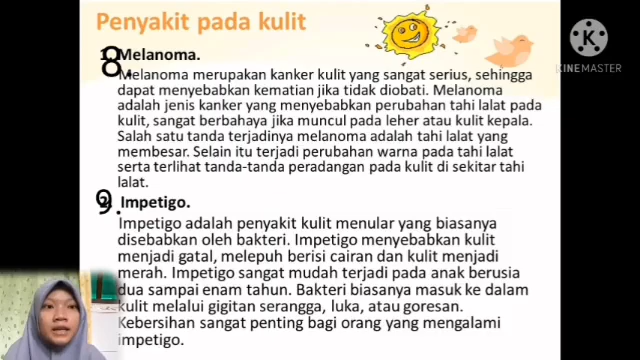 Penyakit pada kulit
8. Melanoma.
Melanoma merupakan kanker kulit yang sangat serius, sehingga
dapat menyebabkan kematian jika tidak diobati. Melanoma
adalah jenis kanker yang menyebabkan perubahan tahi lalat pada
kulit, sangat berbahaya jika muncul pada leher atau kulit kepala.
Salah satu tanda terjadinya melanoma adalah tahi lalat yang
membesar. Selain itu terjadi perubahan warna pada tahi lalat
serta terlihat tanda-tanda peradangan pada kulit di sekitar tahi
lalat.
9. Impetigo.
Impetigo adalah penyakit kulit menular yang biasanya
disebabkan oleh bakteri. Impetigo menyebabkan kulit
menjadi gatal, melepuh berisi cairan dan kulit menjadi
merah. Impetigo sangat mudah terjadi pada anak berusia
dua sampai enam tahun. Bakteri biasanya masuk ke dalam
kulit melalui gigitan serangga, luka, atau goresan.
Kebersihan sangat penting bagi orang yang mengalami
impetigo.
KINEMASTER